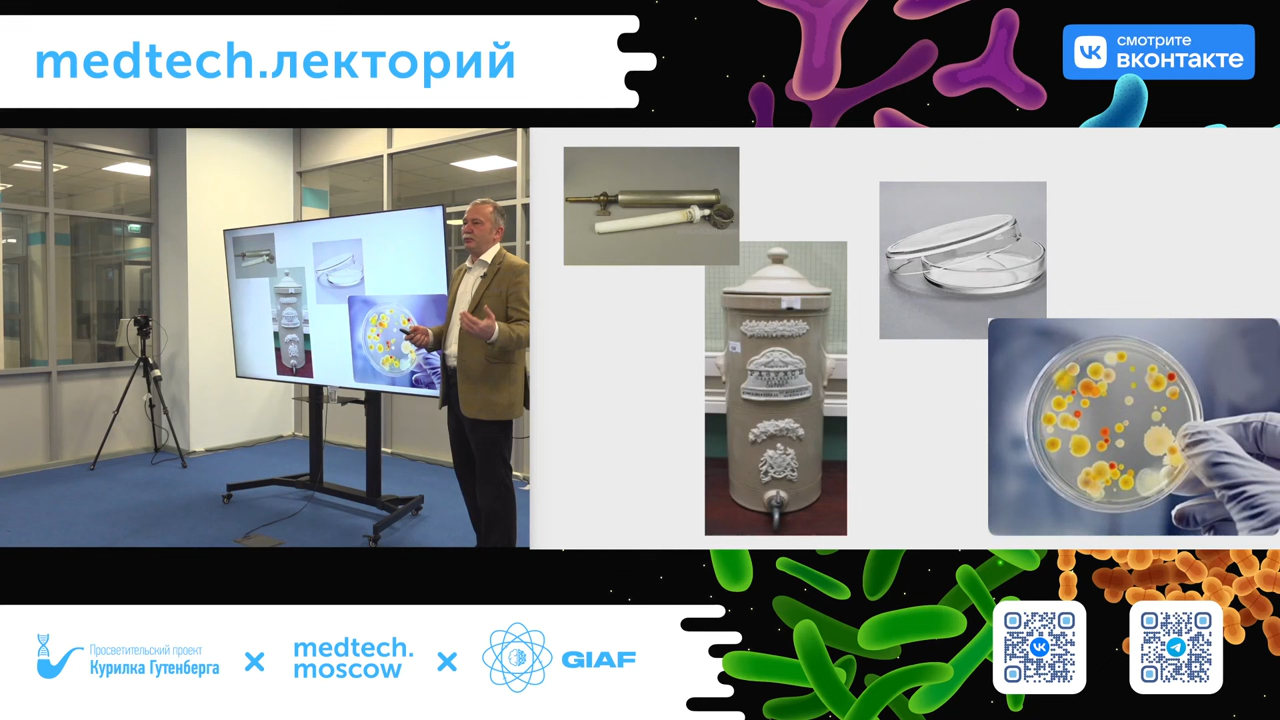 medtech.лекторий
смотрите
вконтакте
Просветительский проект
Курилка Гутенберга
medtech.
moscow
GIAF